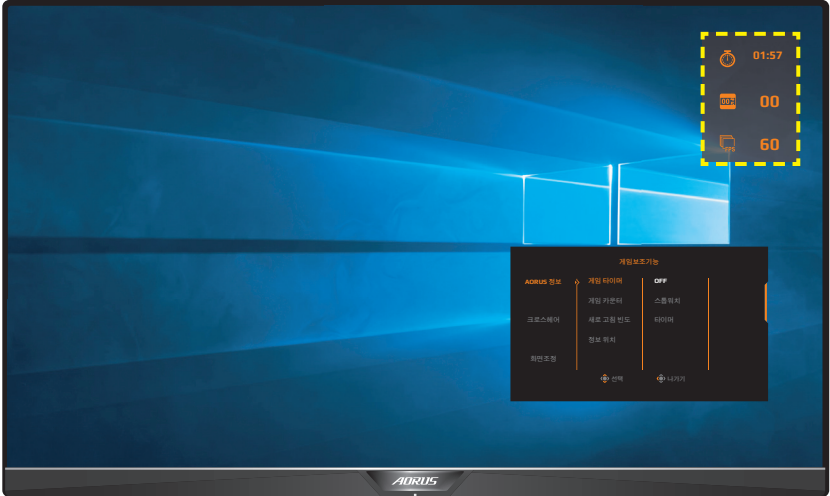 01:57
00
00
60
FPS
게임보조기능
AORUS 정보
게임 타이머
OFF
게임 카운터
스톱워치
크로스헤어
새로 고침 빈도
타이머
정보 위치
화면조정
선택
나가기
AORUS